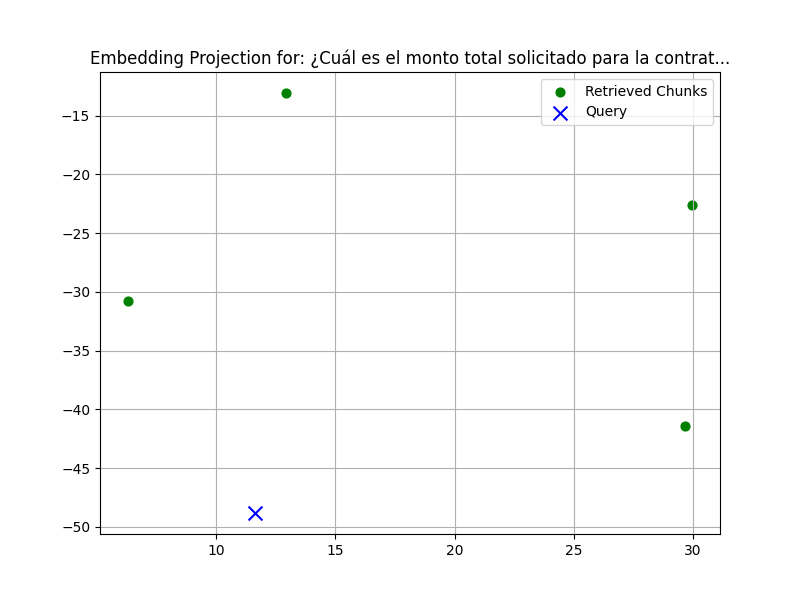 Embedding Projection for: ¿Cuál es el monto total solicitado para la contrat...
Retrieved Chunks
Query
−15
−20
−25
−30
−35
−40
−45
−50
10 15 20 25 30